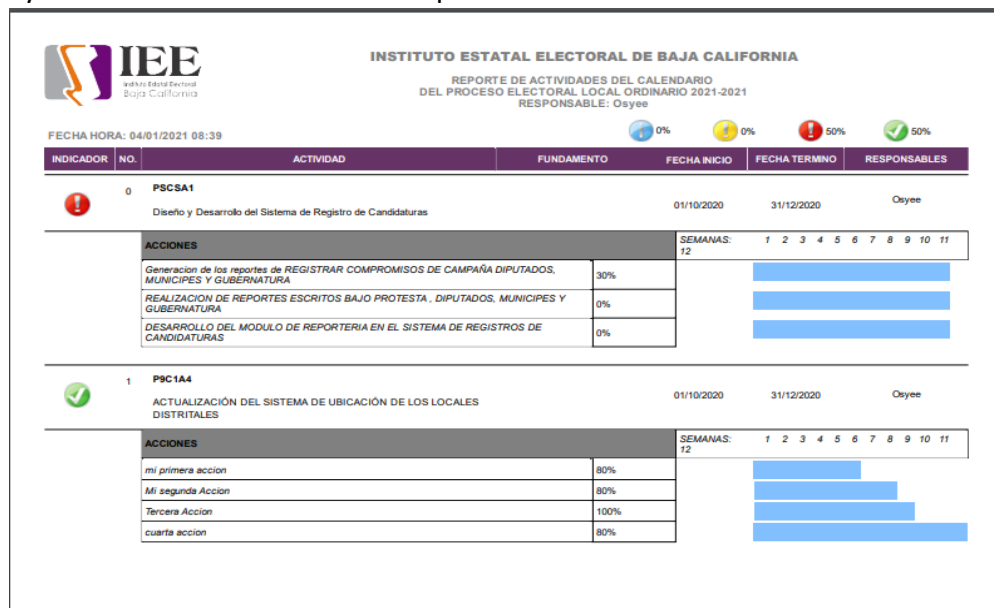 IEE
Instituto Estatal Electoral
Baja California
INSTITUTO ESTATAL ELECTORAL DE BAJA CALIFORNIA
REPORTE DE ACTIVIDADES DEL CALENDARIO
DEL PROCESO ELECTORAL LOCAL ORDINARIO 2021-2021
RESPONSABLE: Osyee
FECHA HORA: 04/01/2021 08:39
0% 0% 50% 50%
INDICADOR NO. ACTIVIDAD FUNDAMENTO FECHA INICIO FECHA TERMINO RESPONSABLES
0 PSCSA1
Diseño y Desarrollo del Sistema de Registro de Candidaturas 01/10/2020 31/12/2020 Osyee
ACCIONES SEMANAS: 1 2 3 4 5 6 7 8 9 10 11
12
Generacion de los reportes de REGISTRAR COMPROMISOS DE CAMPAÑA DIPUTADOS,
MUNICIPES Y GUBERNATURA 30%
REALIZACION DE REPORTES ESCRITOS BAJO PROTESTA , DIPUTADOS, MUNICIPES Y
GUBERNATURA 0%
DESARROLLO DEL MODULO DE REPORTERIA EN EL SISTEMA DE REGISTROS DE
CANDIDATURAS 0%
1 P9C1A4
ACTUALIZACIÓN DEL SISTEMA DE UBICACIÓN DE LOS LOCALES
DISTRITALES 01/10/2020 31/12/2020 Osyee
ACCIONES SEMANAS: 1 2 3 4 5 6 7 8 9 10 11
12
mi primera accion 80%
Mi segunda Accion 80%
Tercera Accion 100%
cuarta accion 80%